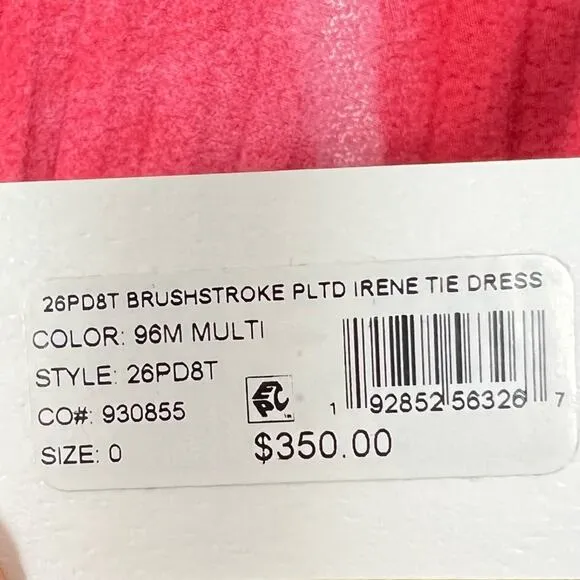 26PD8T BRUSHSTROKE PLTD IRENE TIE DRESS
COLOR: 96M MULTI
STYLE: 26PD8T
CO#: 930855
SIZE: 0
EPC
1 92852 56326 7
$350.00